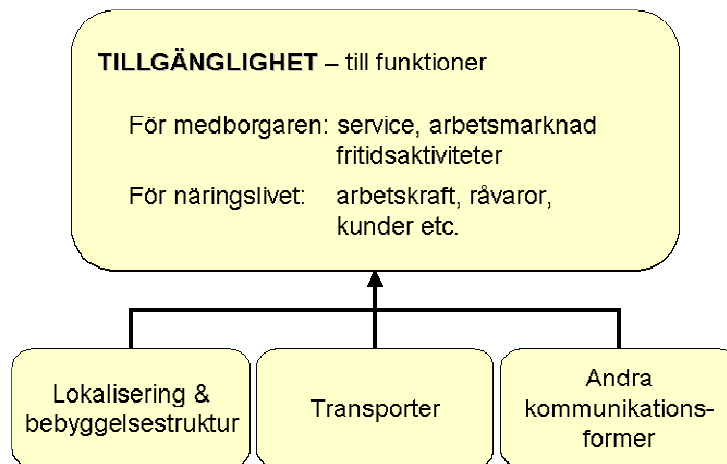 TILLGÄNGLIGHET – till funktioner
För medborgaren: service, arbetsmarknad
fritidsaktiviteter
För näringslivet: arbetskraft, råvaror,
kunder etc.
Lokalisering &
bebyggelsestruktur
Transporter
Andra
kommunikations-
former